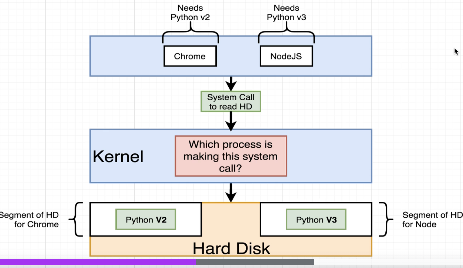 Needs
Python v2
Needs
Python v3
Chrome
NodeJS
System Call
to read HD
Kernel
Which process is
making this system
call?
Segment of HD
for Chrome
Python V2
Python V3
Segment of HD
for Node
Hard Disk